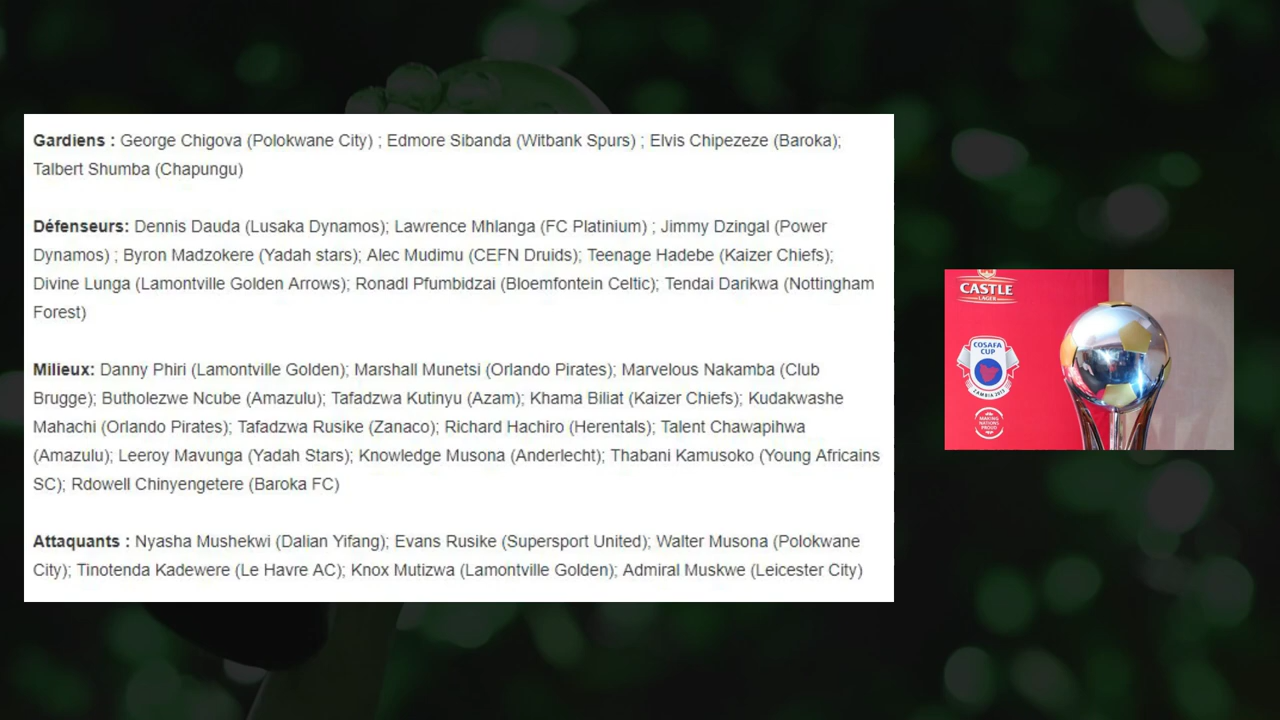 Gardiens : George Chigova (Polokwane City) ; Edmore Sibanda (Witbank Spurs) ; Elvis Chipezeze (Baroka);
Talbert Shumba (Chapungu)
Défenseurs: Dennis Dauda (Lusaka Dynamos); Lawrence Mhlanga (FC Platinium) ; Jimmy Dzingal (Power
Dynamos) ; Byron Madzokere (Yadah stars); Alec Mudimu (CEFN Druids); Teenage Hadebe (Kaizer Chiefs);
Divine Lunga (Lamontville Golden Arrows); Ronadl Pfumbidzai (Bloemfontein Celtic); Tendai Darikwa (Nottingham
Forest)
Milieux: Danny Phiri (Lamontville Golden); Marshall Munetsi (Orlando Pirates); Marvelous Nakamba (Club
Brugge); Butholezwe Ncube (Amazulu); Tafadzwa Kutinyu (Azam); Khama Biliat (Kaizer Chiefs); Kudakwashe
Mahachi (Orlando Pirates); Tafadzwa Rusike (Zanaco); Richard Hachiro (Herentals); Talent Chawapihwa
(Amazulu); Leeroy Mavunga (Yadah Stars); Knowledge Musona (Anderlecht); Thabani Kamusoko (Young Africains
SC); Rdowell Chinyengetere (Baroka FC)
Attaquants : Nyasha Mushekwi (Dalian Yifang); Evans Rusike (Supersport United); Walter Musona (Polokwane
City); Tinotenda Kadewere (Le Havre AC); Knox Mutizwa (Lamontville Golden); Admiral Muskwe (Leicester City)
CASTLE
LAGER
COSAFA
CUP